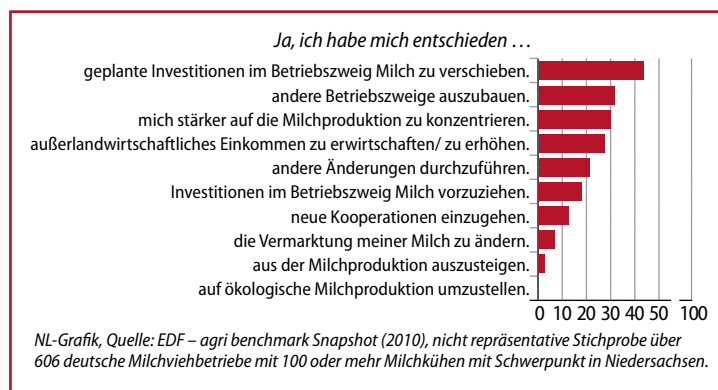 Ja, ich habe mich entschieden …
geplante Investitionen im Betriebszweig Milch zu verschieben.
andere Betriebszweige auszubauen.
mich stärker auf die Milchproduktion zu konzentrieren.
außerlandwirtschaftliches Einkommen zu erwirtschaften/ zu erhöhen.
andere Änderungen durchzuführen.
Investitionen im Betriebszweig Milch vorzuziehen.
neue Kooperationen einzugehen.
die Vermarktung meiner Milch zu ändern.
aus der Milchproduktion auszusteigen.
auf ökologische Milchproduktion umzustellen.
0 10 20 30 40 50 100
NL-Grafik, Quelle: EDF – agri benchmark Snapshot (2010), nicht repräsentative Stichprobe über
606 deutsche Milchviehbetriebe mit 100 oder mehr Milchkühen mit Schwerpunkt in Niedersachsen.